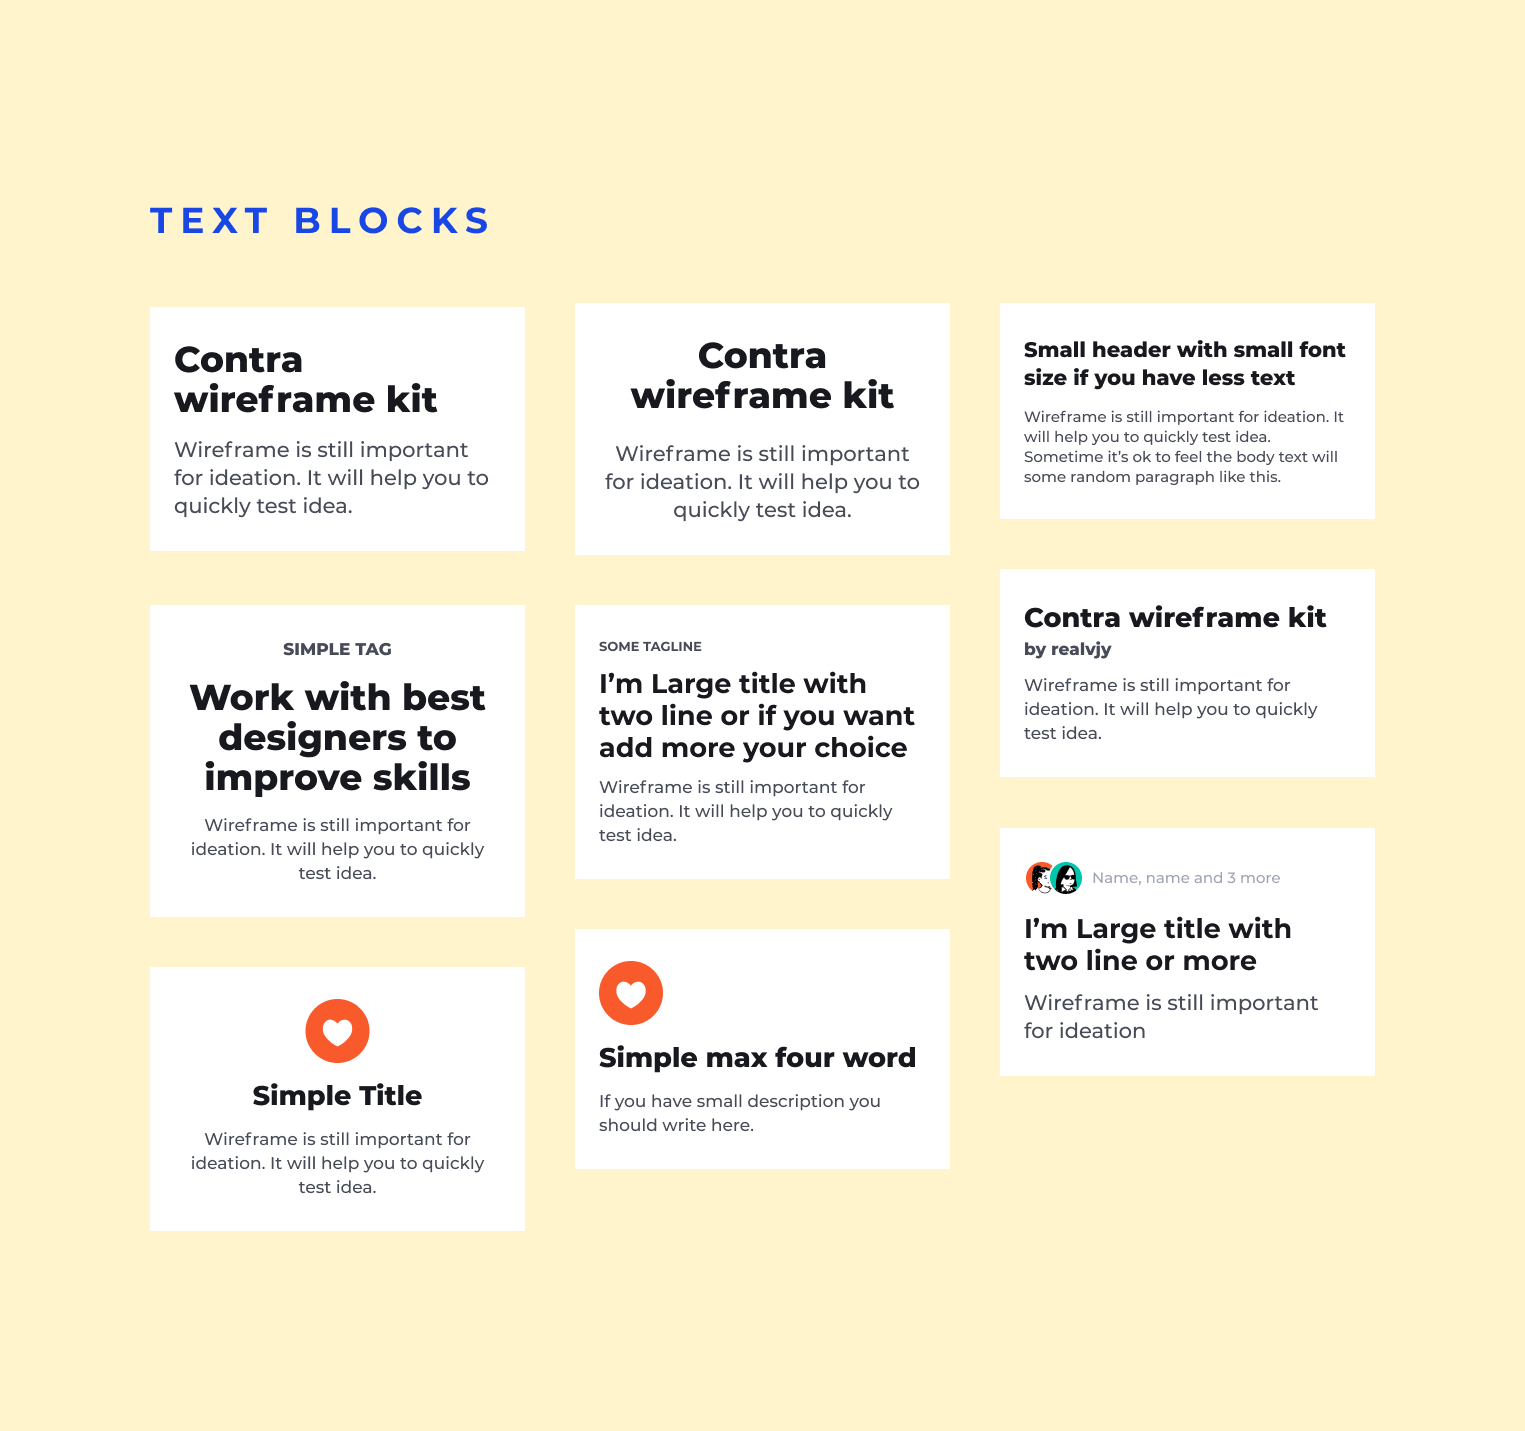 TEXT BLOCKS
Contra
wireframe kit
Wireframe is still important
for ideation. It will help you to
quickly test idea.
Contra
wireframe kit
Wireframe is still important
for ideation. It will help you to
quickly test idea.
Small header with small font
size if you have less text
Wireframe is still important for ideation. It
will help you to quickly test idea.
Sometime it’s ok to feel the body text will
some random paragraph like this.
SIMPLE TAG
Work with best
designers to
improve skills
Wireframe is still important for
ideation. It will help you to quickly
test idea.
SOME TAGLINE
I’m Large title with
two line or if you want
add more your choice
Wireframe is still important for
ideation. It will help you to quickly
test idea.
Contra wireframe kit
by realvjy
Wireframe is still important for
ideation. It will help you to quickly
test idea.
Name, name and 3 more
I’m Large title with
two line or more
Wireframe is still important
for ideation
Simple Title
Wireframe is still important for
ideation. It will help you to quickly
test idea.
Simple max four word
If you have small description you
should write here.